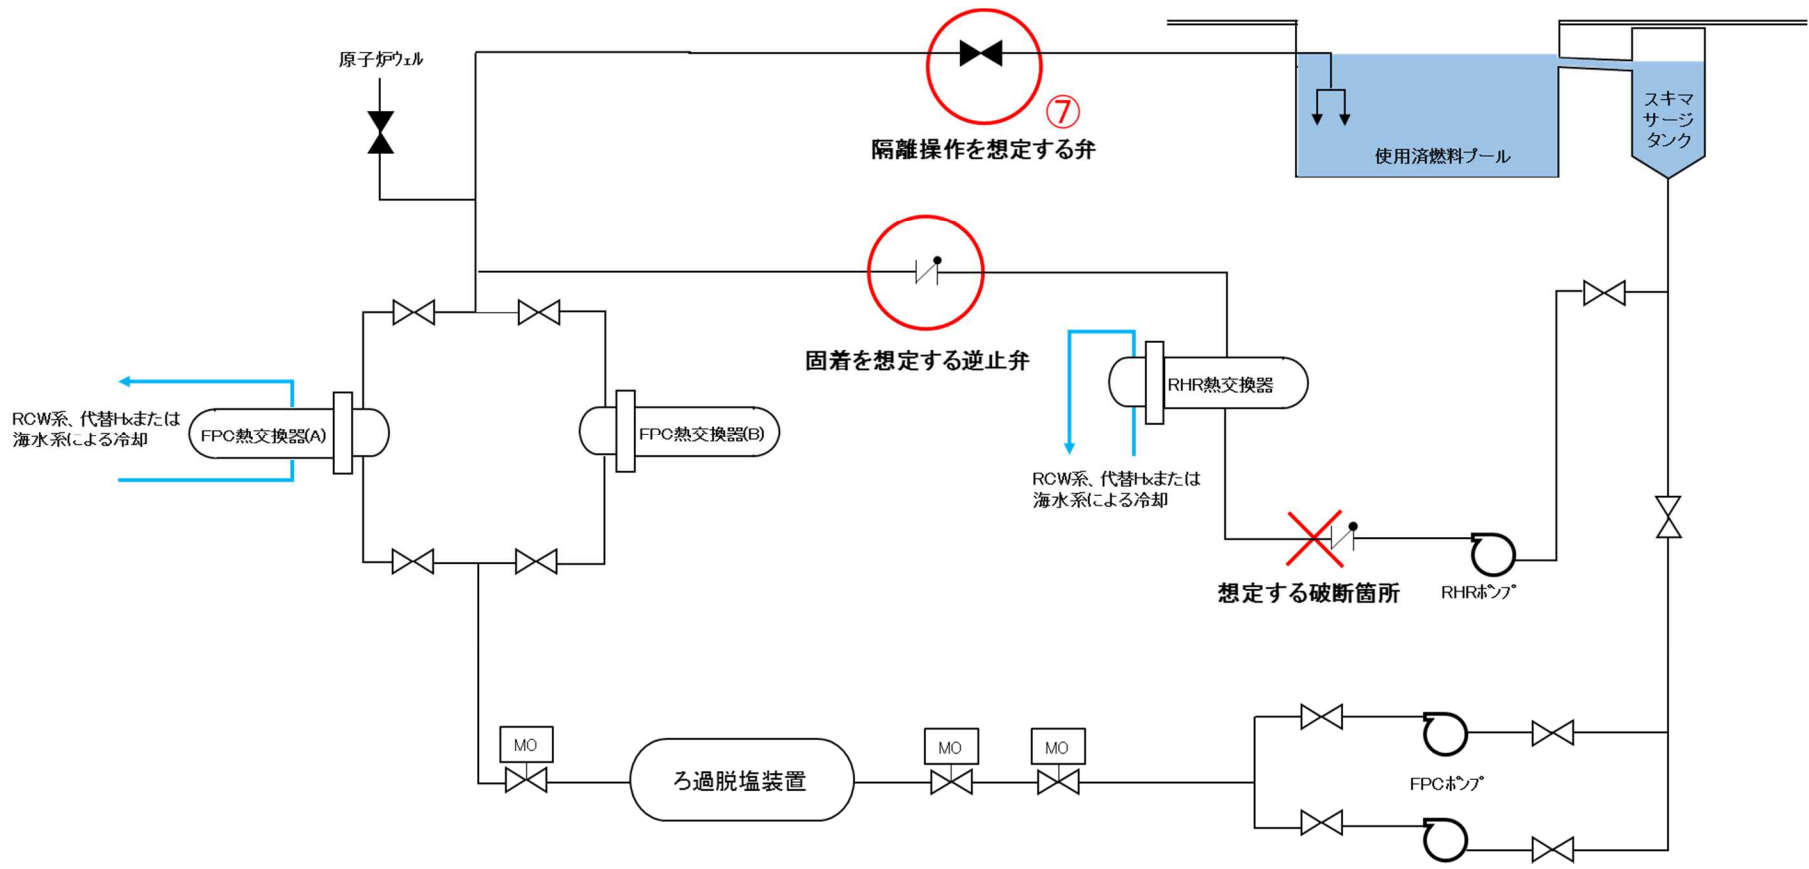 原子炉ウェル
⑦
隔離操作を想定する弁
使用済燃料プール
スキマ
サージ
タンク
固着を想定する逆止弁
RHR熱交換器
RCW系、代替Hxまたは
海水系による冷却
FPC熱交換器(A)
FPC熱交換器(B)
RCW系、代替Hxまたは
海水系による冷却
想定する破断箇所
RHRポンプ
MO
MO
MO
ろ過脱塩装置
FPCポンプ